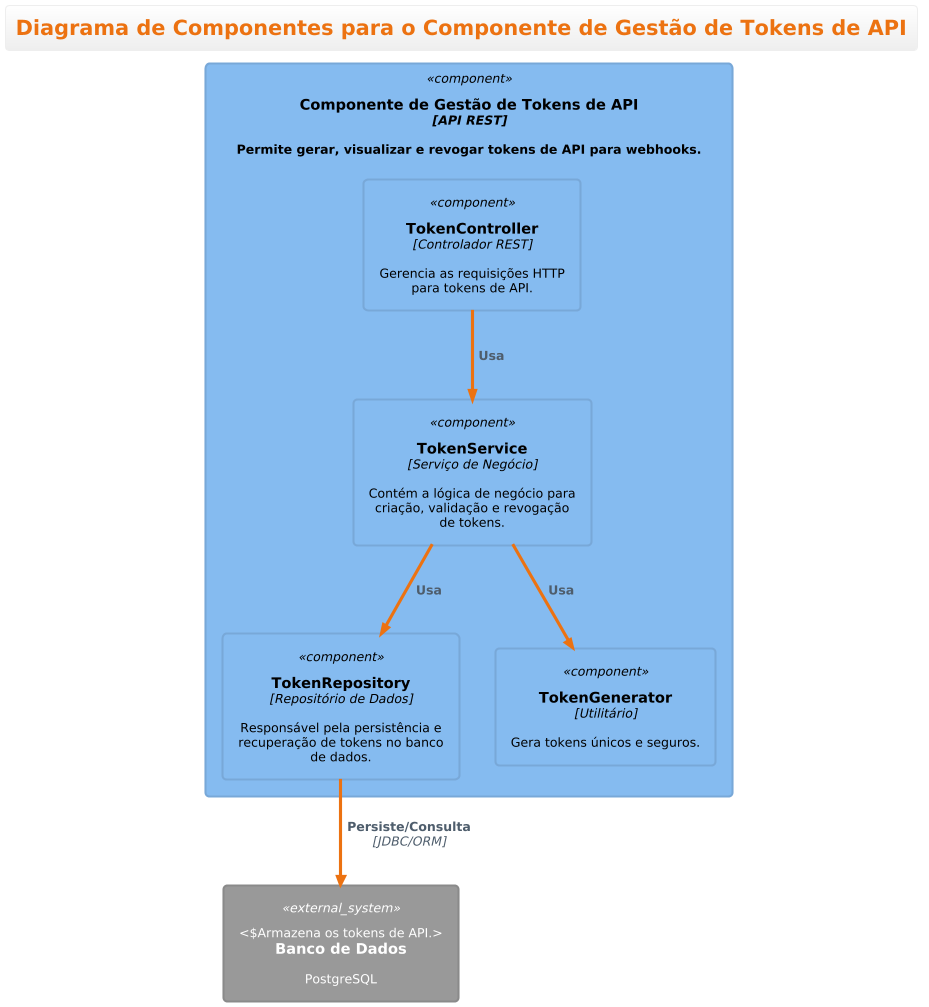 Diagrama de Componentes para o Componente de Gestão de Tokens de API
«component»
Componente de Gestão de Tokens de API
[API REST]
Permite gerar, visualizar e revogar tokens de API para webhooks.
«component»
TokenController
[Controlador REST]
Gerencia as requisições HTTP
para tokens de API.
Usa
«component»
TokenService
[Serviço de Negócio]
Contém a lógica de negócio para
criação, validação e revogação
de tokens.
Usa
Usa
«component»
TokenRepository
[Repositório de Dados]
Responsável pela persistência e
recuperação de tokens no banco
de dados.
«component»
TokenGenerator
[Utilitário]
Gera tokens únicos e seguros.
Persiste/Consulta
[JDBC/ORM]
«external_system»
<$Armazena os tokens de API.>
Banco de Dados
PostgreSQL